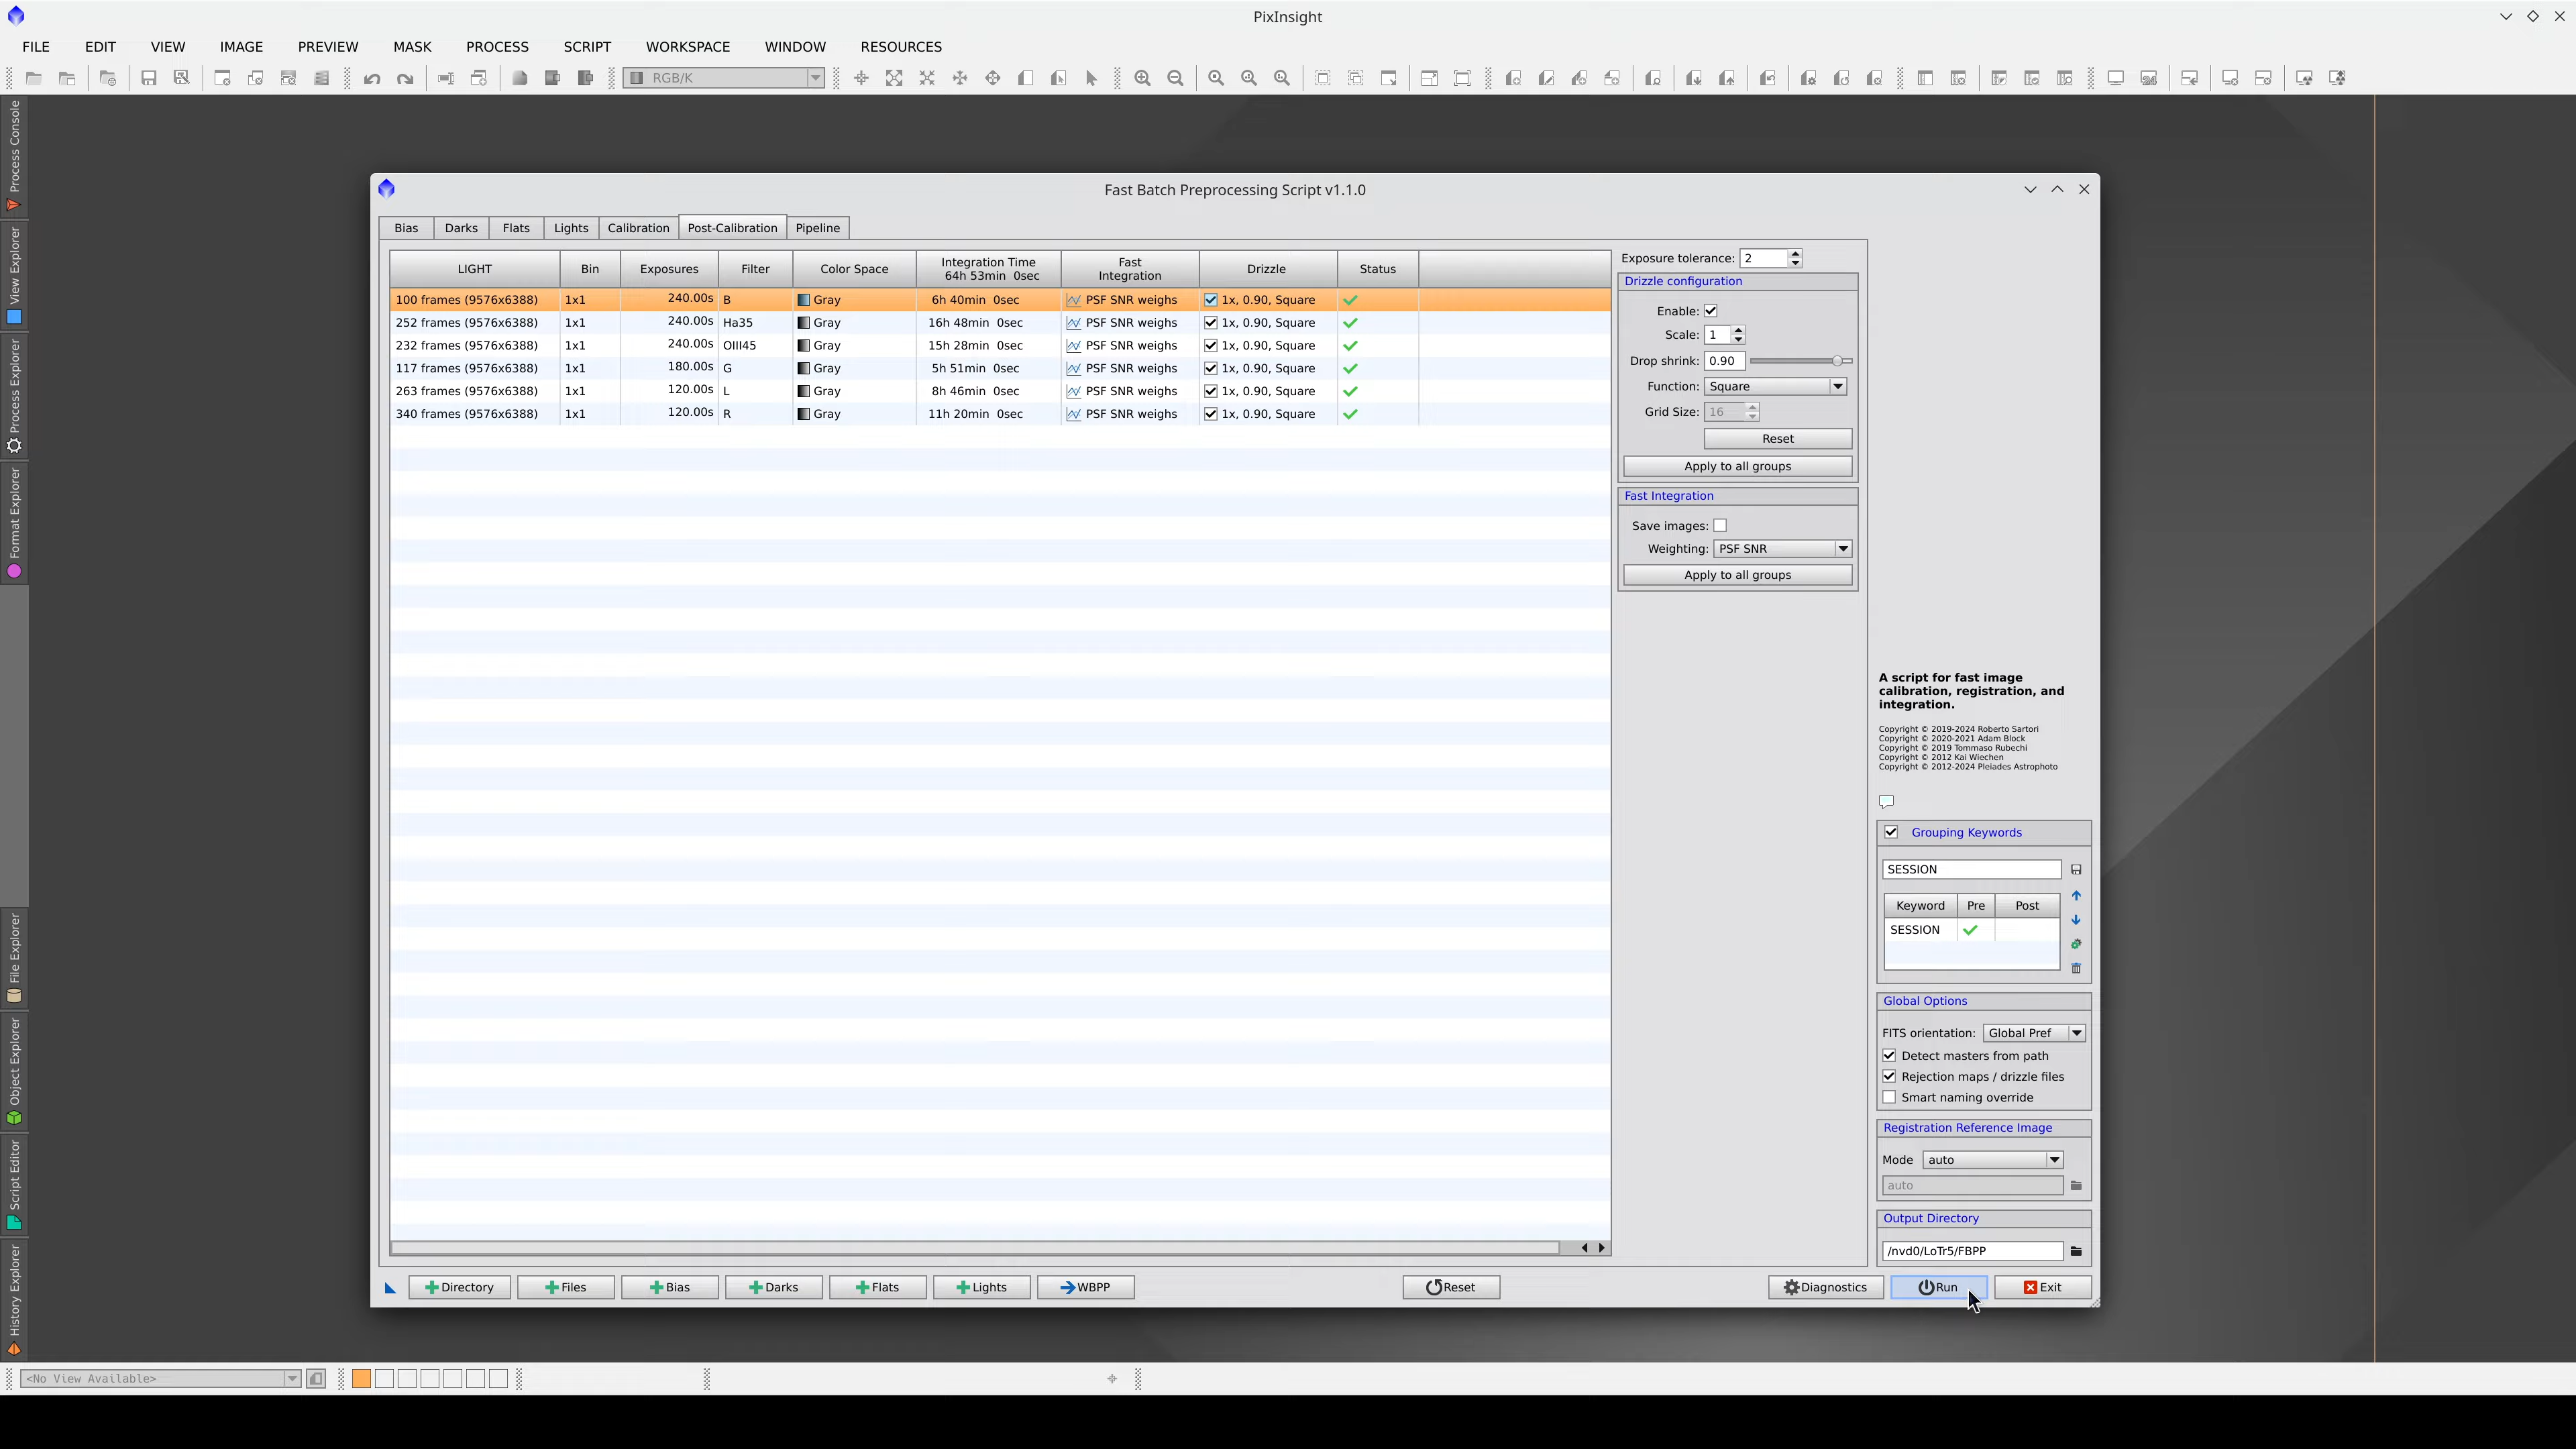 PixInsight
FILE EDIT VIEW IMAGE PREVIEW MASK PROCESS SCRIPT WORKSPACE WINDOW RESOURCES
RGB/K
Process Console
View Explorer
Process Explorer
Format Explorer
File Explorer
Object Explorer
Script Editor
History Explorer
Fast Batch Preprocessing Script v1.1.0
Bias Darks Flats Lights Calibration Post-Calibration Pipeline
LIGHT Bin Exposures Filter Color Space Integration Time 64h 53min 0sec Fast Integration Drizzle Status
100 frames (9576x6388) 1x1 240.00s B Gray 6h 40min 0sec PSF SNR weighs 1x, 0.90, Square
252 frames (9576x6388) 1x1 240.00s Ha35 Gray 16h 48min 0sec PSF SNR weighs 1x, 0.90, Square
232 frames (9576x6388) 1x1 240.00s OIII45 Gray 15h 28min 0sec PSF SNR weighs 1x, 0.90, Square
117 frames (9576x6388) 1x1 180.00s G Gray 5h 51min 0sec PSF SNR weighs 1x, 0.90, Square
263 frames (9576x6388) 1x1 120.00s L Gray 8h 46min 0sec PSF SNR weighs 1x, 0.90, Square
340 frames (9576x6388) 1x1 120.00s R Gray 11h 20min 0sec PSF SNR weighs 1x, 0.90, Square
Exposure tolerance: 2
Drizzle configuration
Enable:
Scale: 1
Drop shrink: 0.90
Function: Square
Grid Size: 16
Reset
Apply to all groups
Fast Integration
Save images:
Weighting: PSF SNR
Apply to all groups
A script for fast image
calibration, registration, and
integration.
Copyright © 2019-2024 Roberto Sartori
Copyright © 2020-2021 Adam Block
Copyright © 2019 Tommaso Rubechi
Copyright © 2012 Kai Wiechen
Copyright © 2012-2024 Pleiades Astrophoto
Grouping Keywords
SESSION
Keyword Pre Post
SESSION
Global Options
FITS orientation: Global Pref
Detect masters from path
Rejection maps / drizzle files
Smart naming override
Registration Reference Image
Mode auto
auto
Output Directory
/nvd0/LoTr5/FBPP
Directory Files Bias Darks Flats Lights WBPP Reset Diagnostics Run Exit
<No View Available>